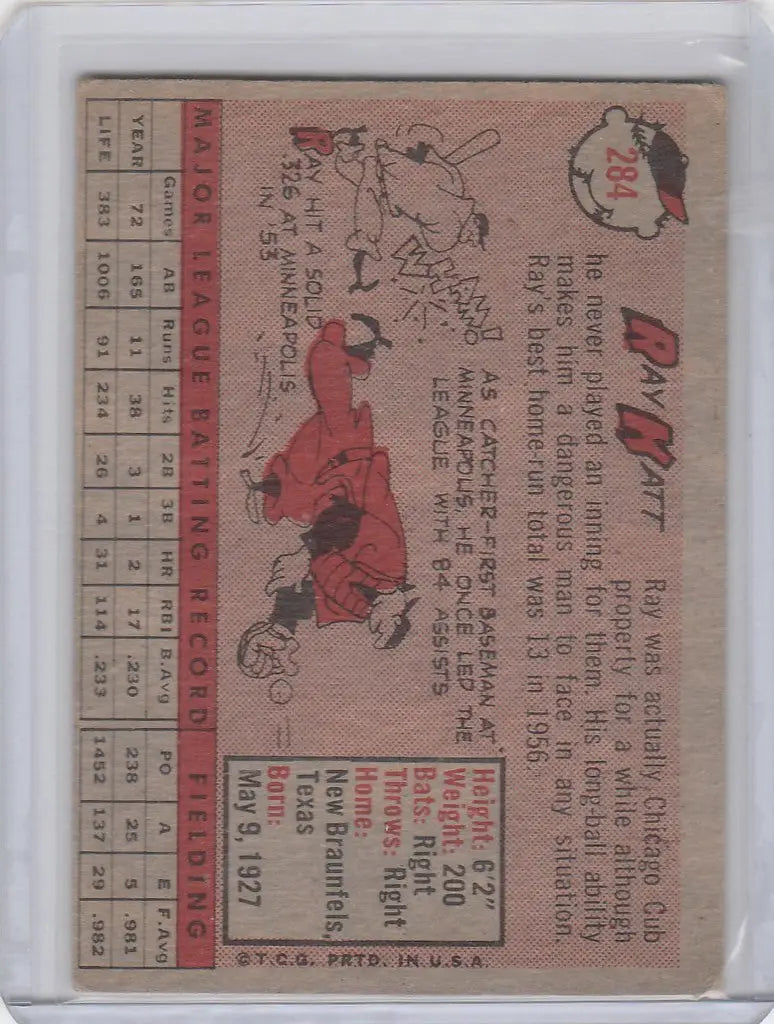 284
RAY KATT
Ray was actually Chicago Cub
property for a while although
he never played an inning for them. His long-ball ability
makes him a dangerous man to face in any situation.
Ray's best home-run total was 13 in 1956.
WHAM!
RAY HIT A SOLID
.326 AT MINNEAPOLIS
IN '53
AS CATCHER-FIRST BASEMAN AT
MINNEAPOLIS, HE ONCE LED THE
LEAGUE WITH 84 ASSISTS
Height: 6'2"
Weight: 200
Bats: Right
Throws: Right
Home:
New Braunfels,
Texas
Born:
May 9, 1927
© T.C.G. PRTD. IN U.S.A.
MAJOR LEAGUE BATTING RECORD FIELDING
Games AB Runs Hits 2B 3B HR RBI B.Avg PO A E F.Avg
YEAR 72 165 11 38 3 1 2 17 .230 238 25 5 .981
LIFE 383 1006 91 234 26 4 31 114 .233 1452 137 29 .982